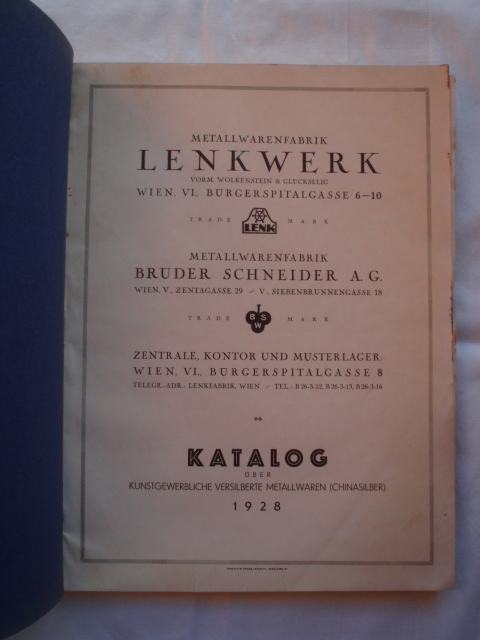 METALLWARENFABRIK
LENKWERK
VORM. WOLKENSTEIN & GLÜCKSELIG
WIEN, VI., BÜRGERSPITALGASSE 6—10
TRADE LENK MARK
METALLWARENFABRIK
BRÜDER SCHNEIDER A. G.
WIEN, V., ZENTAGASSE 29 – V., SIEBENBRUNNENGASSE 18
TRADE BSW MARK
ZENTRALE, KONTOR UND MUSTERLAGER:
WIEN, VI., BÜRGERSPITALGASSE 8
TELEGR.-ADR.: LENKFABRIK, WIEN – TEL.: B 26-3-12, B 26-3-13, B 26-3-16
KATALOG
ÜBER
KUNSTGEWERBLICHE VERSILBERTE METALLWAREN (CHINASILBER)
1928